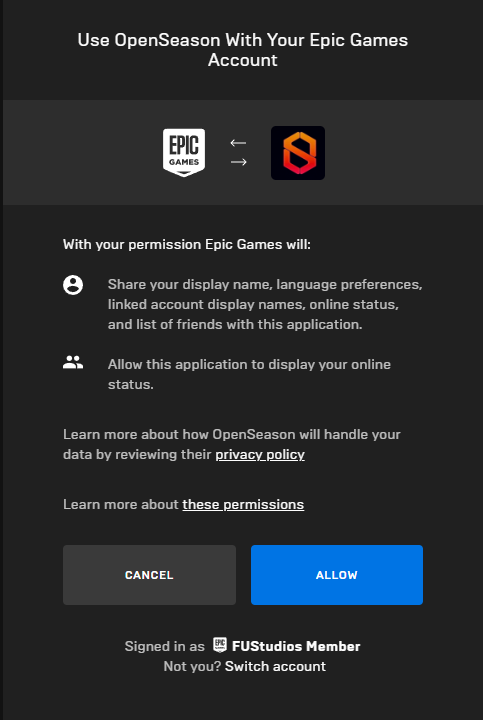 Use OpenSeason With Your Epic Games
Account
EPIC
GAMES
With your permission Epic Games will:
Share your display name, language preferences,
linked account display names, online status,
and list of friends with this application.
Allow this application to display your online
status.
Learn more about how OpenSeason will handle your
data by reviewing their privacy policy
Learn more about these permissions
CANCEL
ALLOW
Signed in as EPIC GAMES FUStudios Member
Not you? Switch account